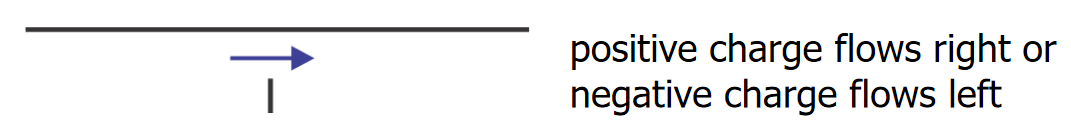 I
positive charge flows right or
negative charge flows left